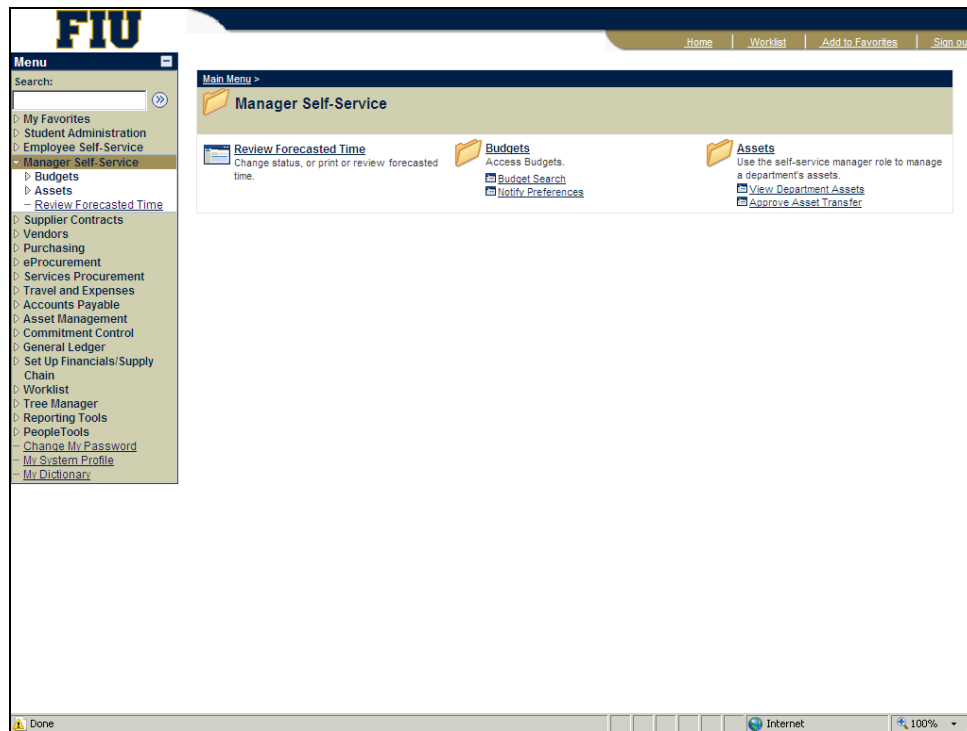 FIU
Home | Worklist | Add to Favorites | Sign ou
Menu
Search:
My Favorites
Student Administration
Employee Self-Service
Manager Self-Service
Budgets
Assets
Review Forecasted Time
Supplier Contracts
Vendors
Purchasing
eProcurement
Services Procurement
Travel and Expenses
Accounts Payable
Asset Management
Commitment Control
General Ledger
Set Up Financials/Supply
Chain
Worklist
Tree Manager
Reporting Tools
PeopleTools
Change My Password
My System Profile
My Dictionary
Main Menu >
Manager Self-Service
Review Forecasted Time
Change status, or print or review forecasted
time.
Budgets
Access Budgets.
Budget Search
Notify Preferences
Assets
Use the self-service manager role to manage
a department's assets.
View Department Assets
Approve Asset Transfer
Done
Internet
100%